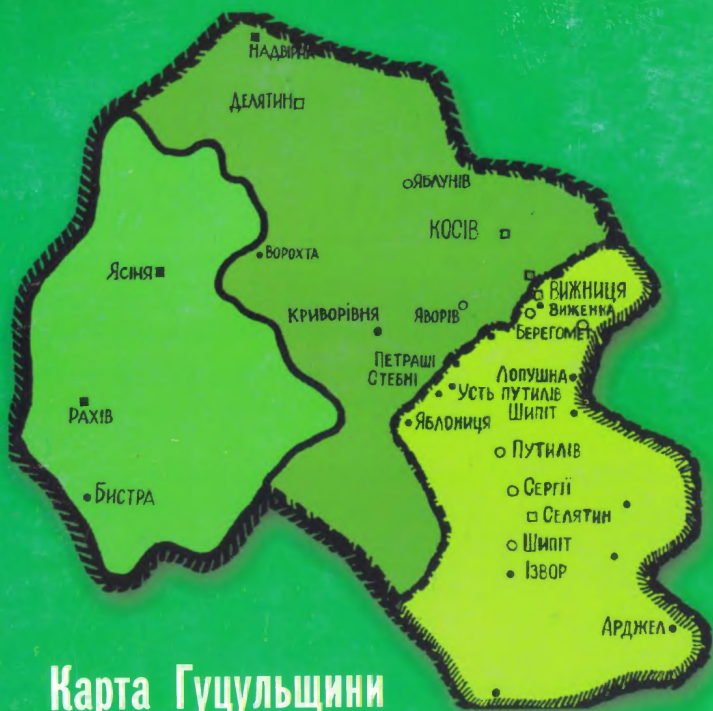 НАДВІРНА
ДЕЛЯТИН
ЯБЛУНІВ
КОСІВ
ВОРОХТА
ЯСІНЯ
ВИЖНИЦЯ
ВИЖЕНКА
КРИВОРІВНЯ
ЯВОРІВ
БЕРЕГОМЕТ
ПЕТРАШІ
СТЕБНІ
ЛОПУШНА
УСТЬ ПУТИЛІВ
ШИПІТ
РАХІВ
ЯБЛОНИЦЯ
ПУТИЛІВ
БИСТРА
СЕРГІЇ
СЕЛЯТИН
ШИПІТ
ІЗВОР
АРДЖЕЛ
Карта Гуцульщини